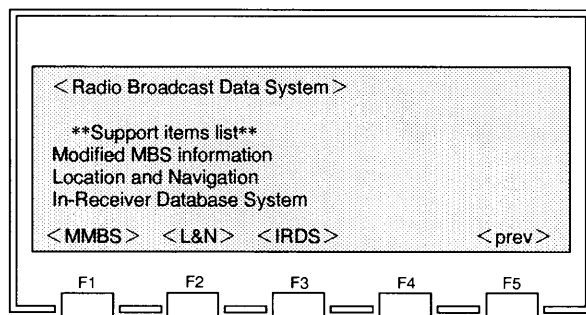 <Radio Broadcast Data System>
**Support items list**
Modified MBS information
Location and Navigation
In-Receiver Database System
<MMBS> <L&N> <IRDS> <prev>
F1 F2 F3 F4 F5